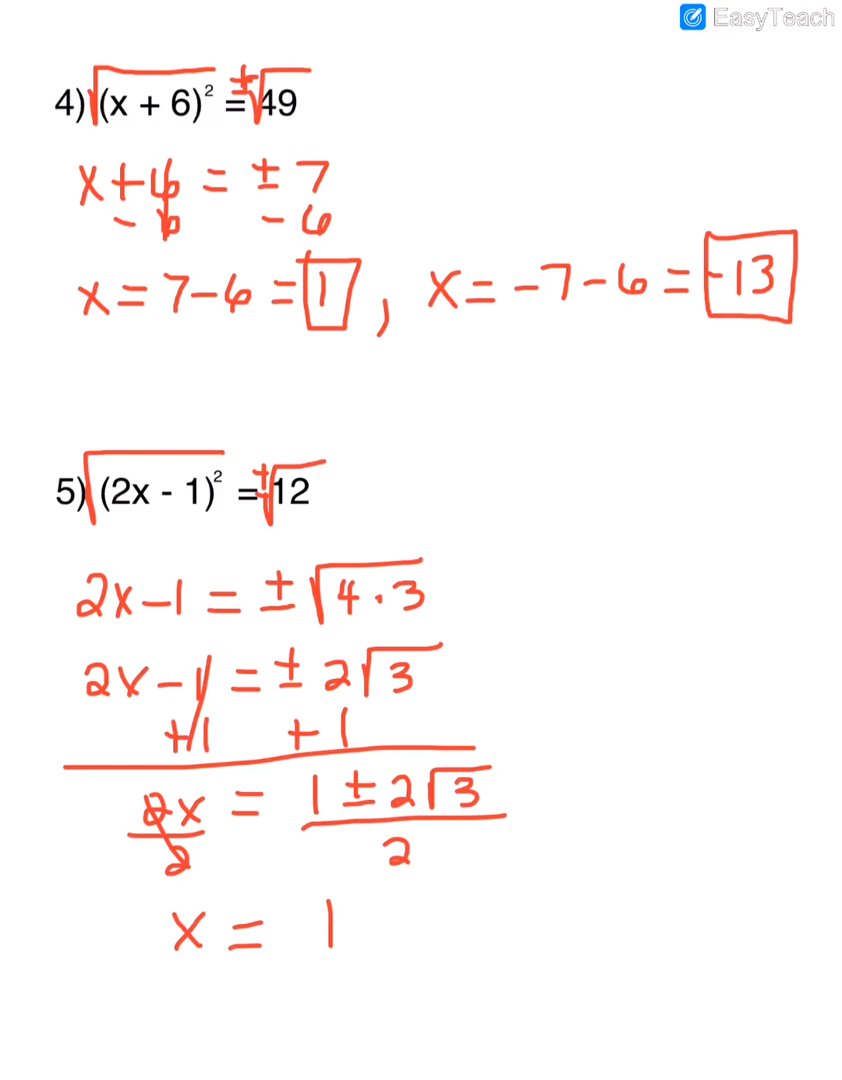 EasyTeach
4) √(x + 6)² = ±√49
x + 6 = ± 7
- 6 - 6
x = 7 - 6 = 1 , x = -7 - 6 = -13
5) √(2x - 1)² = ±√12
2x - 1 = ± √4 · 3
2x - 1 = ± 2√3
+1 + 1
2x = 1 ± 2√3
2 2
x = 1